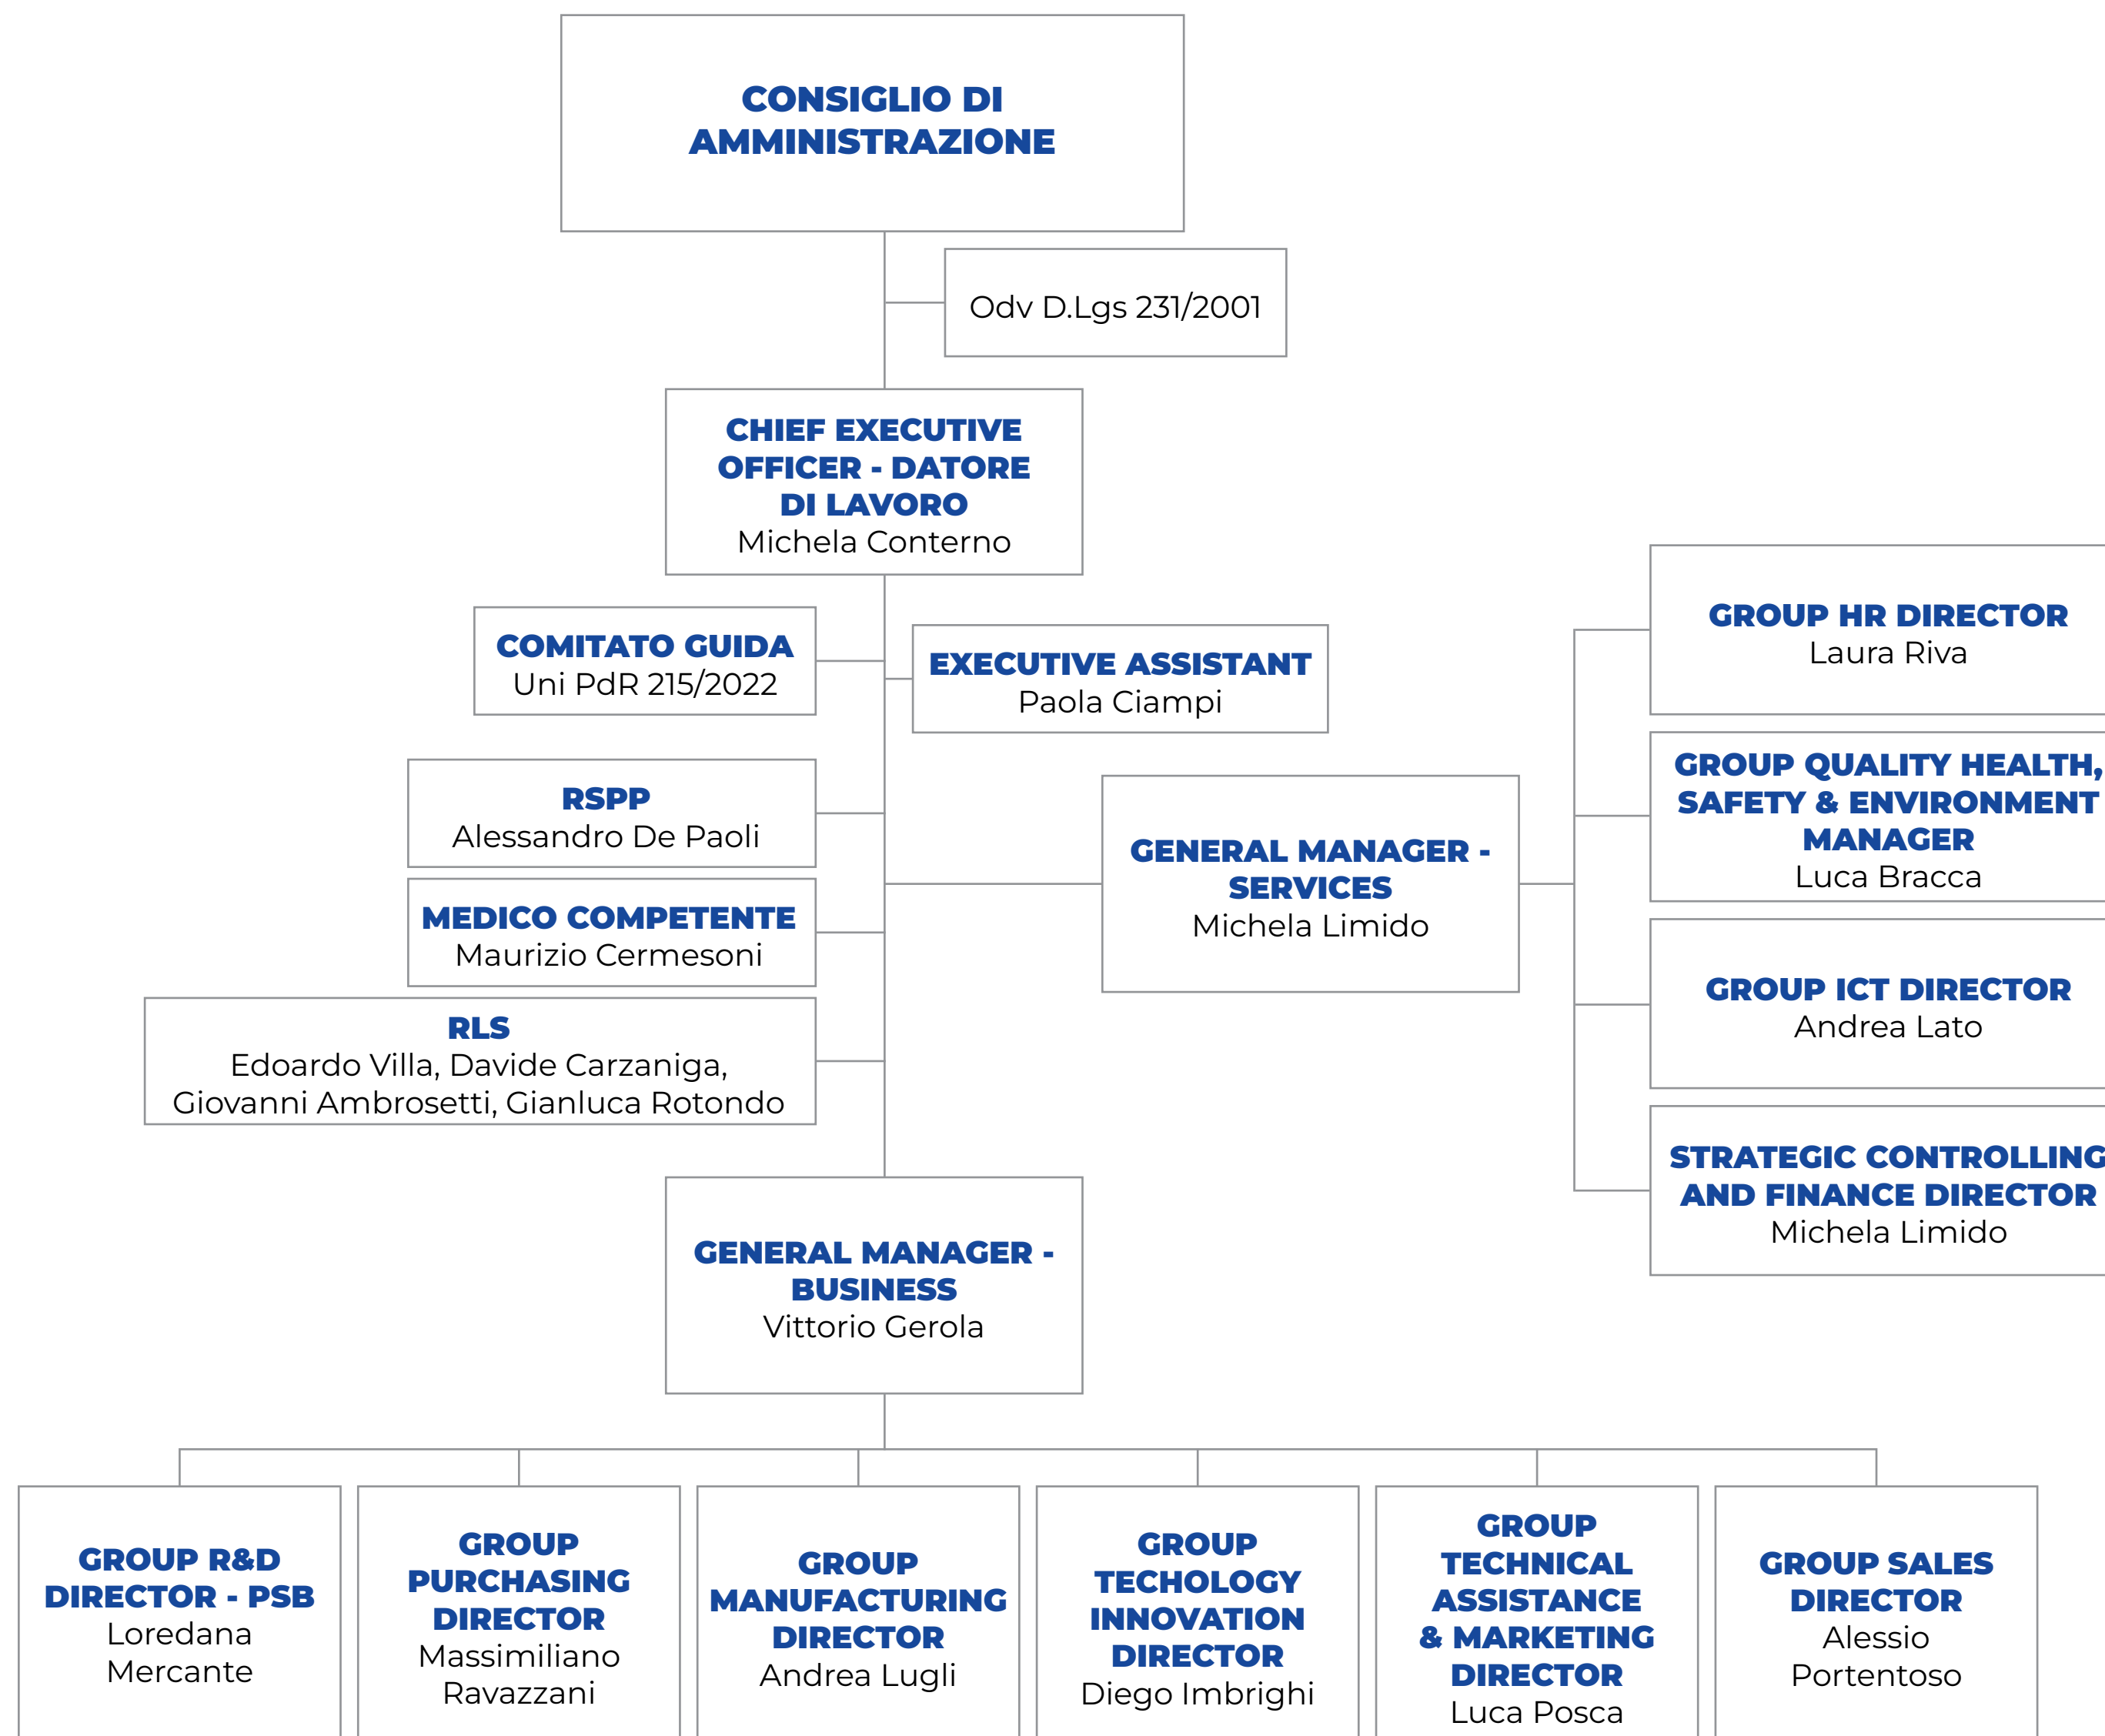 CONSIGLIO DI
AMMINISTRAZIONE
Odv D.Lgs 231/2001
CHIEF EXECUTIVE
OFFICER - DATORE
DI LAVORO
Michela Conterno
COMITATO GUIDA
Uni PdR 215/2022
EXECUTIVE ASSISTANT
Paola Ciampi
RSPP
Alessandro De Paoli
MEDICO COMPETENTE
Maurizio Cermesoni
RLS
Edoardo Villa, Davide Carzaniga,
Giovanni Ambrosetti, Gianluca Rotondo
GENERAL MANAGER -
SERVICES
Michela Limido
GROUP HR DIRECTOR
Laura Riva
GROUP QUALITY HEALTH,
SAFETY & ENVIRONMENT
MANAGER
Luca Bracca
GROUP ICT DIRECTOR
Andrea Lato
STRATEGIC CONTROLLING
AND FINANCE DIRECTOR
Michela Limido
GENERAL MANAGER -
BUSINESS
Vittorio Gerola
GROUP R&D
DIRECTOR - PSB
Loredana
Mercante
GROUP
PURCHASING
DIRECTOR
Massimiliano
Ravazzani
GROUP
MANUFACTURING
DIRECTOR
Andrea Lugli
GROUP
TECHOLOGY
INNOVATION
DIRECTOR
Diego Imbrighi
GROUP
TECHNICAL
ASSISTANCE
& MARKETING
DIRECTOR
Luca Posca
GROUP SALES
DIRECTOR
Alessio
Portentoso